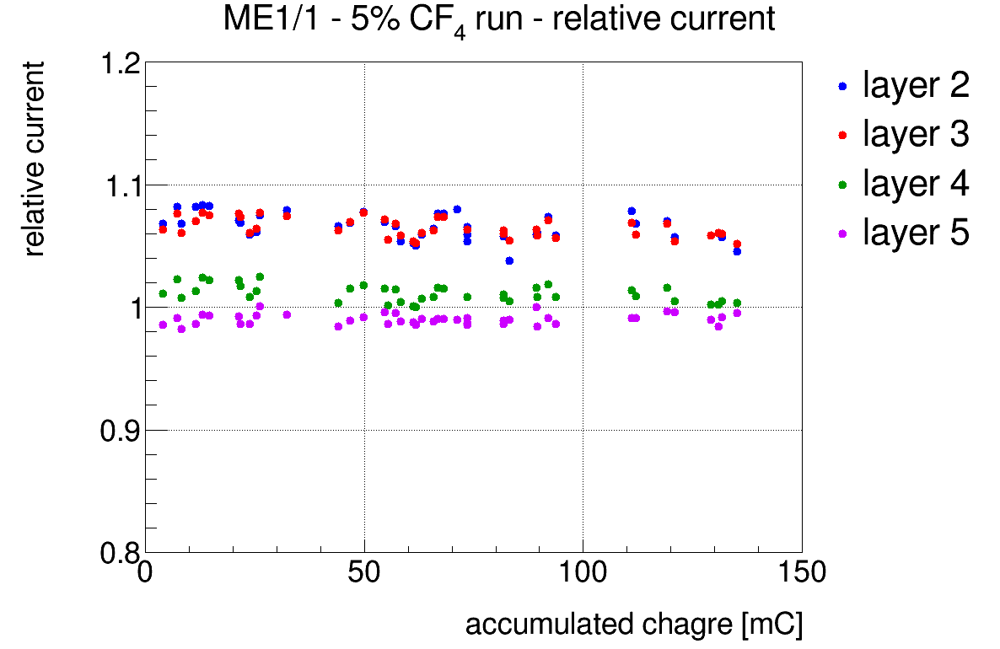 ME1/1 - 5% CF4 run - relative current
relative current
1.2
1.1
1
0.9
0.8
0
50
100
150
accumulated chagre [mC]
layer 2
layer 3
layer 4
layer 5